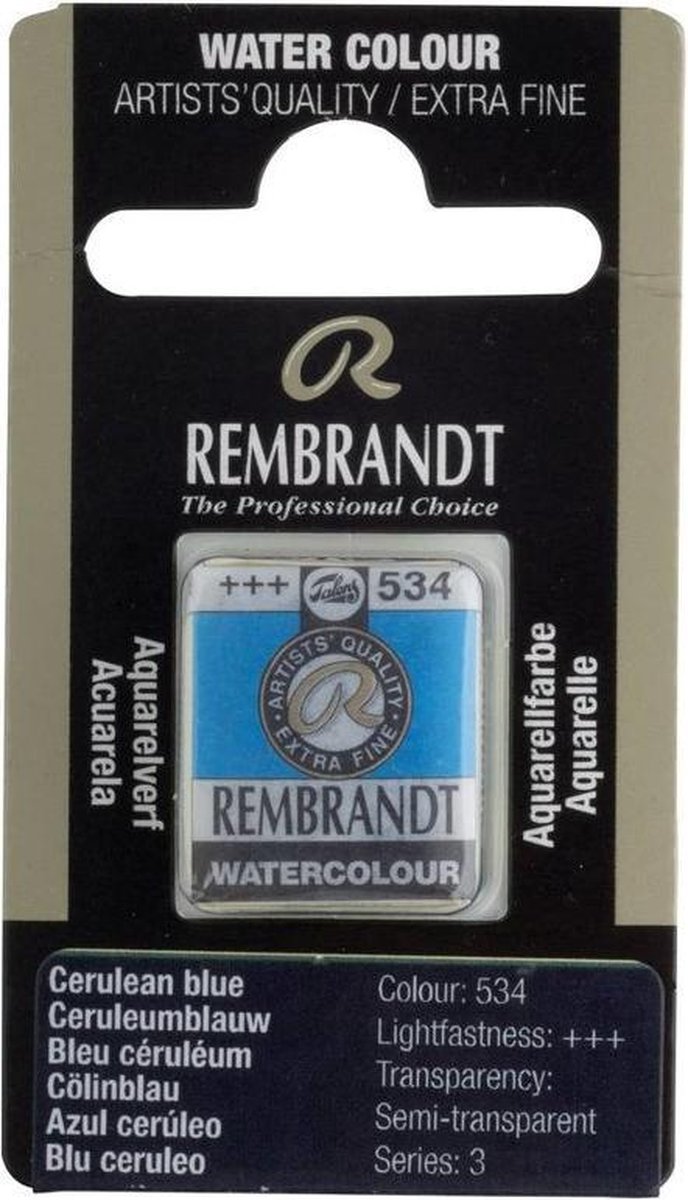 WATER COLOUR
ARTISTS' QUALITY / EXTRA FINE
R
REMBRANDT
The Professional Choice
+++ Talens 534
ARTISTS' QUALITY
R
EXTRA FINE
REMBRANDT
WATERCOLOUR
Aquarelverf
Acuarela
Aquarellfarbe
Aquarelle
Cerulean blue
Ceruleumblauw
Bleu céruléum
Cölinblau
Azul cerúleo
Blu ceruleo
Colour: 534
Lightfastness: +++
Transparency:
Semi-transparent
Series: 3